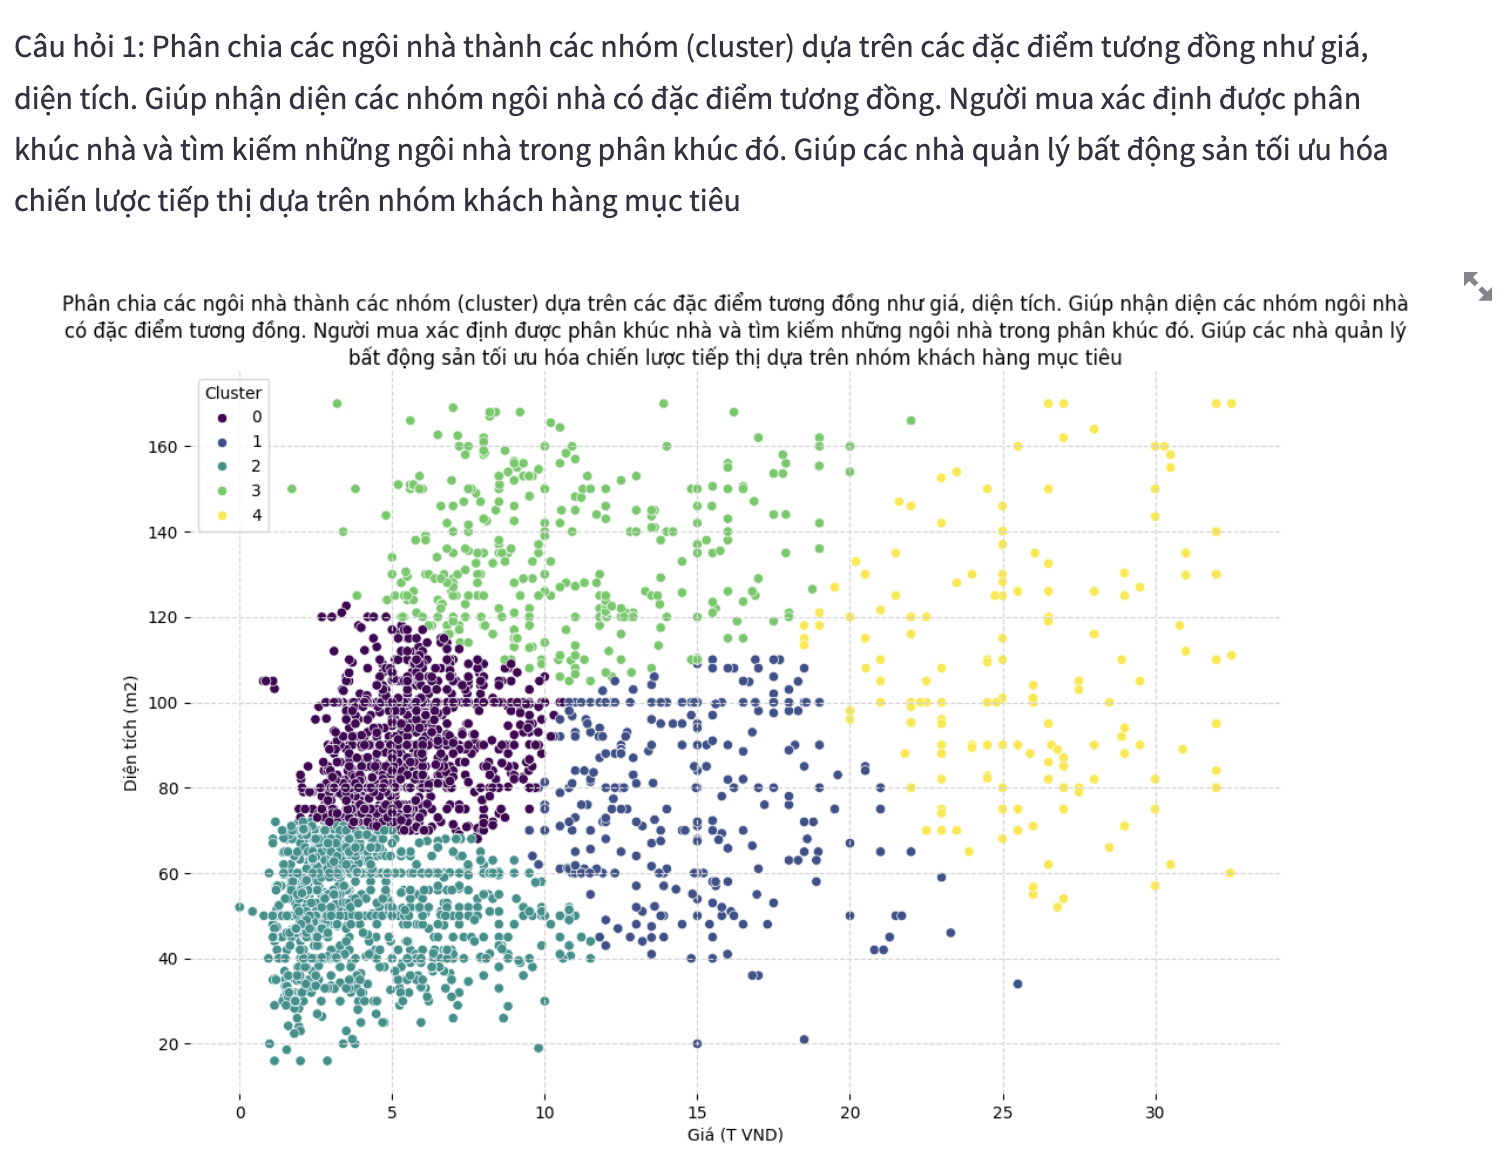 Câu hỏi 1: Phân chia các ngôi nhà thành các nhóm (cluster) dựa trên các đặc điểm tương đồng như giá,
diện tích. Giúp nhận diện các nhóm ngôi nhà có đặc điểm tương đồng. Người mua xác định được phân
khúc nhà và tìm kiếm những ngôi nhà trong phân khúc đó. Giúp các nhà quản lý bất động sản tối ưu hóa
chiến lược tiếp thị dựa trên nhóm khách hàng mục tiêu
Phân chia các ngôi nhà thành các nhóm (cluster) dựa trên các đặc điểm tương đồng như giá, diện tích. Giúp nhận diện các nhóm ngôi nhà
có đặc điểm tương đồng. Người mua xác định được phân khúc nhà và tìm kiếm những ngôi nhà trong phân khúc đó. Giúp các nhà quản lý
bất động sản tối ưu hóa chiến lược tiếp thị dựa trên nhóm khách hàng mục tiêu
Cluster
0
1
2
3
4
160
140
120
100
80
60
40
20
Diện tích (m2)
0 5 10 15 20 25 30
Giá (T VND)